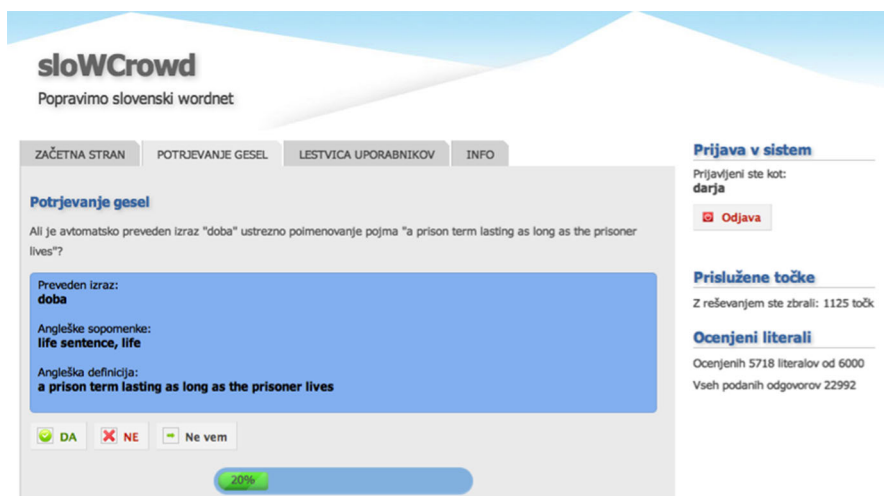 sloWCrowd
Popravimo slovenski wordnet
ZAČETNA STRAN
POTRJEVANJE GESEL
LESTVICA UPORABNIKOV
INFO
Potrjevanje gesel
Ali je avtomatsko preveden izraz "doba" ustrezno poimenovanje pojma "a prison term lasting as long as the prisoner
lives"?
Preveden izraz:
doba
Angleške sopomenke:
life sentence, life
Angleška definicija:
a prison term lasting as long as the prisoner lives
DA
NE
Ne vem
20%
Prijava v sistem
Prijavljeni ste kot:
darja
Odjava
Prislužene točke
Z reševanjem ste zbrali: 1125 točk
Ocenjeni literali
Ocenjenih 5718 literalov od 6000
Vseh podanih odgovorov 22992